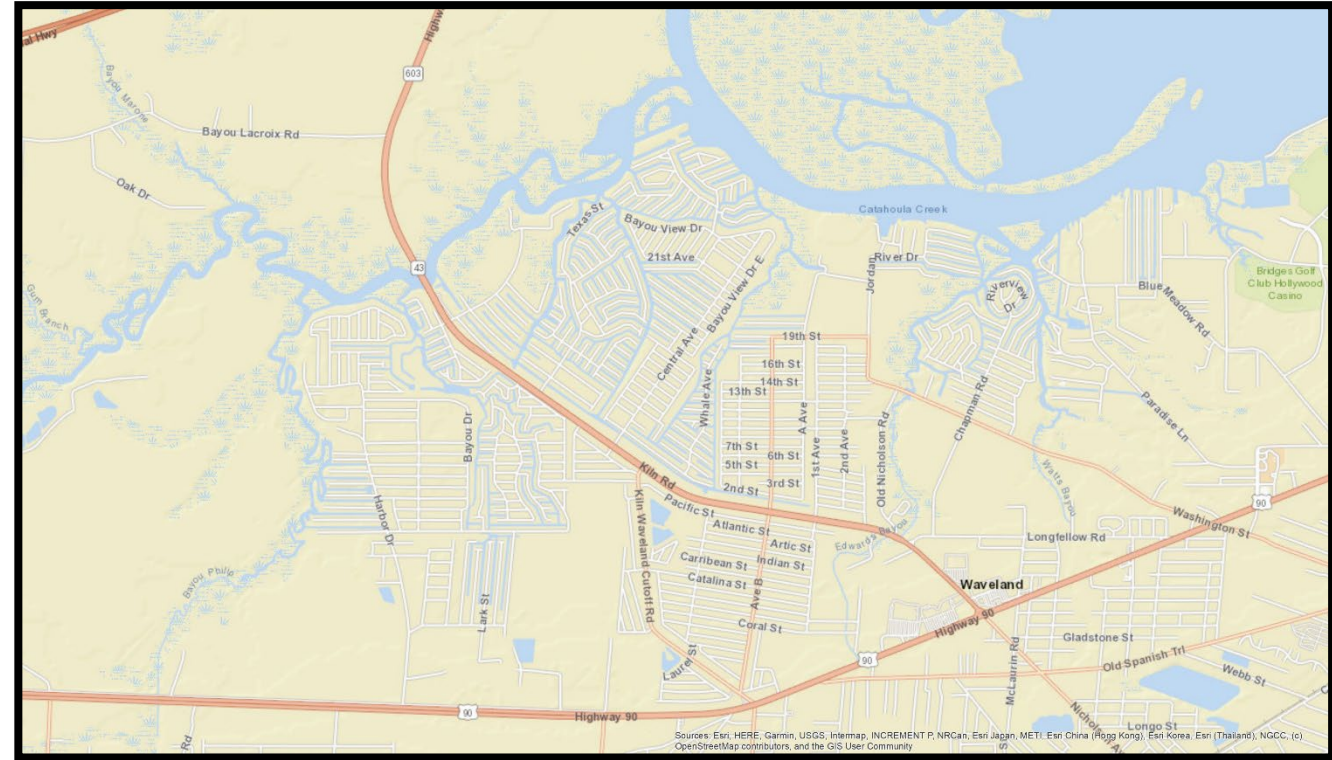 al Hwy
Highw
603
Bayou Marone
Bayou Lacroix Rd
Oak Dr
Texas St
Bayou View Dr
Catahoula Creek
43
21st Ave
Bayou View Dr E
Jordan
River Dr
Riverview Dr
Blue Meadow Rd
Bridges Golf
Club Hollywood
Casino
Gum Branch
Central Ave
19th St
16th St
14th St
13th St
Whale Ave
A Ave
1st Ave
2nd Ave
Old Nicholson Rd
Chapman Rd
Paradise Ln
Bayou Dr
7th St
6th St
5th St
3rd St
2nd St
Kiln Rd
Watts Bayou
Harbor Dr
Kiln Waveland Cutoff Rd
Pacific St
Atlantic St
Artic St
Edwards Bayou
90
Washington St
Longfellow Rd
Carribean St
Indian St
Catalina St
Bayou Philip
Waveland
Ave B
Lark St
Coral St
Highway 90
Gladstone St
McLaurin Rd
Old Spanish Trl
Laurel St
90
Webb St
90
Highway 90
Rd
Nicholson Av
Longo St
S
Sources: Esri, HERE, Garmin, USGS, Intermap, INCREMENT P, NRCan, Esri Japan, METI, Esri China (Hong Kong), Esri Korea, Esri (Thailand), NGCC, (c)
OpenStreetMap contributors, and the GIS User Community